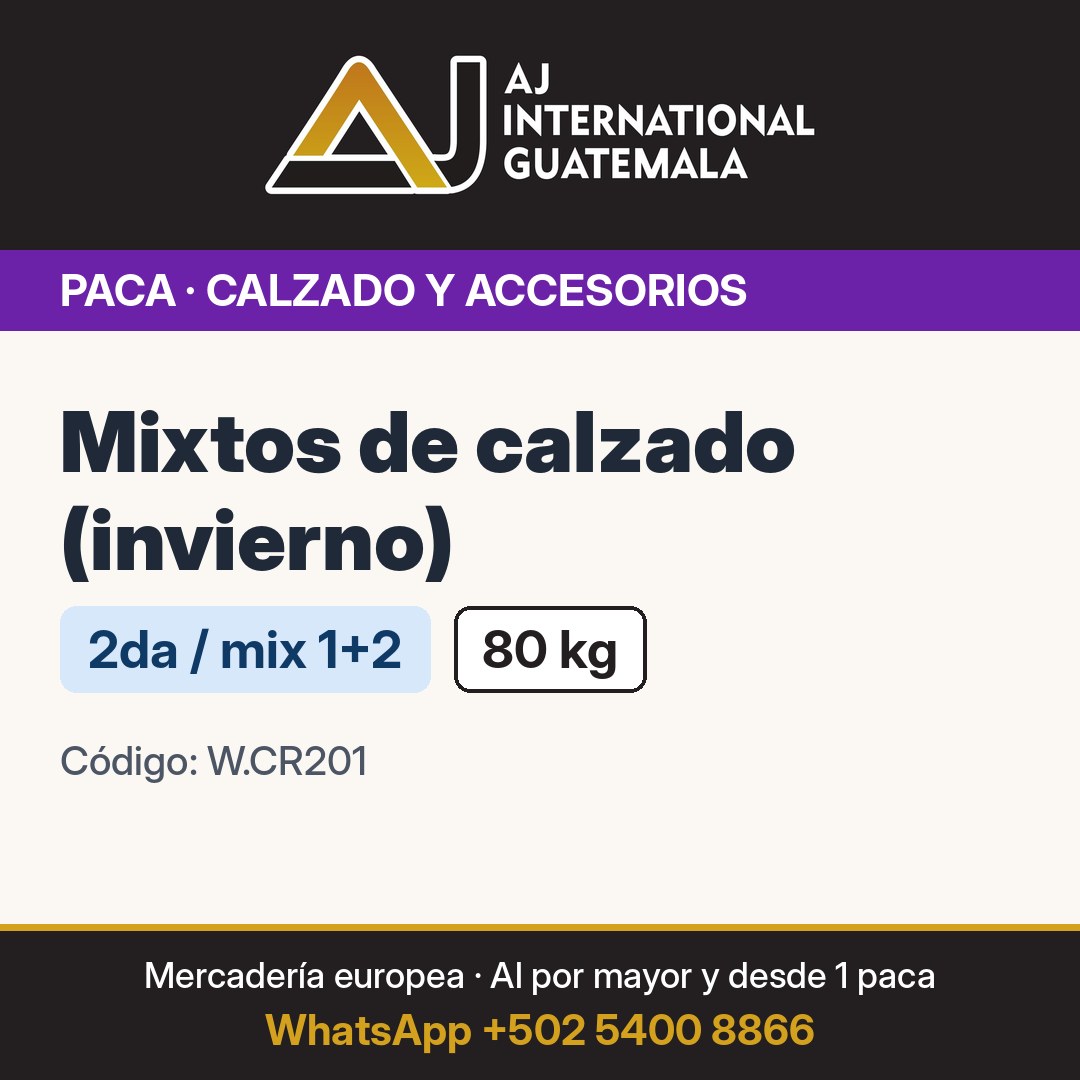 AJ
INTERNATIONAL
GUATEMALA
PACA · CALZADO Y ACCESORIOS
Mixtos de calzado
(invierno)
2da / mix 1+2
80 kg
Código: W.CR201
Mercadería europea · Al por mayor y desde 1 paca
WhatsApp +502 5400 8866